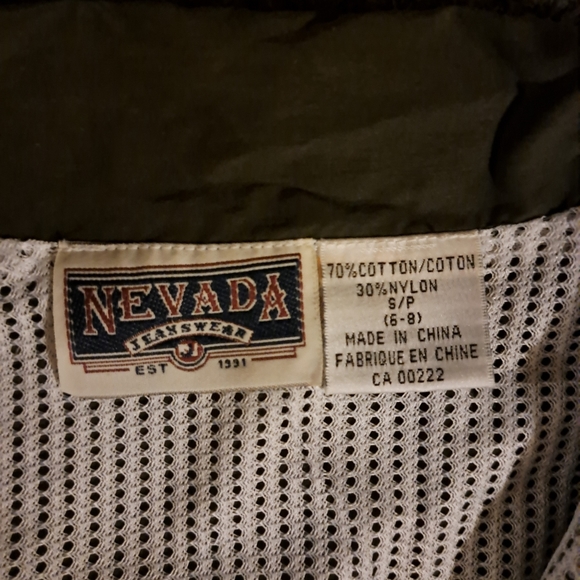 NEVADA
JEANSWEAR
J
EST 1991
70%COTTON/COTON
30%NYLON
S/P
(6-8)
MADE IN CHINA
FABRIQUE EN CHINE
CA 00222